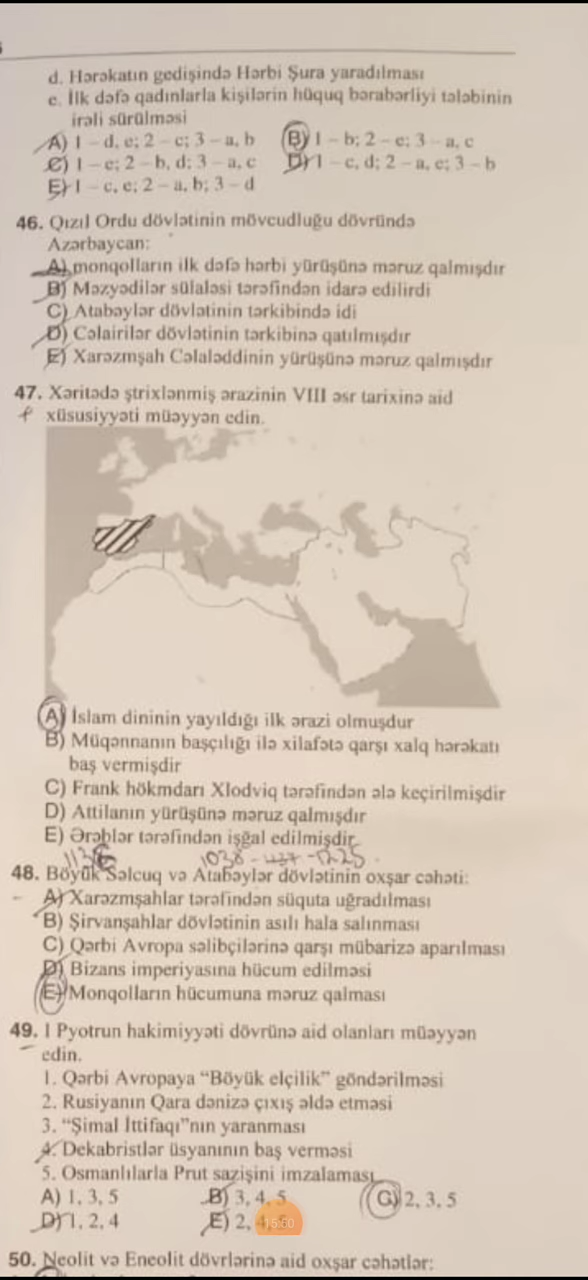 d. Hərəkatın gedişində Hərbi Şura yaradılması
e. İlk dəfə qadınlarla kişilərin hüquq bərabərliyi tələbinin
irəli sürülməsi
A) 1 – d, e; 2 – c; 3 – a, b B) 1 – b; 2 – e; 3 – a, c
C) 1 – e; 2 – b, d; 3 – a, c D) 1 – c, d; 2 – a, e; 3 – b
E) 1 – c, e; 2 – a, b; 3 – d
46. Qızıl Ordu dövlətinin mövcudluğu dövründə
Azərbaycan:
A) monqolların ilk dəfə hərbi yürüşünə məruz qalmışdır
B) Məzyədilər sülaləsi tərəfindən idarə edilirdi
C) Atabəylər dövlətinin tərkibində idi
D) Cəlairilər dövlətinin tərkibinə qatılmışdır
E) Xarəzmşah Cəlaləddinin yürüşünə məruz qalmışdır
47. Xəritədə ştrixlənmiş ərazinin VIII əsr tarixinə aid
xüsusiyyəti müəyyən edin.
A) İslam dininin yayıldığı ilk ərazi olmuşdur
B) Müqənnanın başçılığı ilə xilafətə qarşı xalq hərəkatı
baş vermişdir
C) Frank hökmdarı Xlodviq tərəfindən ələ keçirilmişdir
D) Attilanın yürüşünə məruz qalmışdır
E) Ərəblər tərəfindən işğal edilmişdir
48. Böyük Səlcuq və Atabəylər dövlətinin oxşar cəhəti:
A) Xarəzmşahlar tərəfindən süquta uğradılması
B) Şirvanşahlar dövlətinin asılı hala salınması
C) Qərbi Avropa səlibçilərinə qarşı mübarizə aparılması
D) Bizans imperiyasına hücum edilməsi
E) Monqolların hücumuna məruz qalması
49. I Pyotrun hakimiyyəti dövrünə aid olanları müəyyən
edin.
1. Qərbi Avropaya “Böyük elçilik” göndərilməsi
2. Rusiyanın Qara dənizə çıxış əldə etməsi
3. “Şimal İttifaqı”nın yaranması
4. Dekabristlər üsyanının baş verməsi
5. Osmanlılarla Prut sazişini imzalaması
A) 1, 3, 5 B) 3, 4, 5 C) 2, 3, 5
D) 1, 2, 4 E) 2,
50. Neolit və Eneolit dövrlərinə aid oxşar cəhətlər: